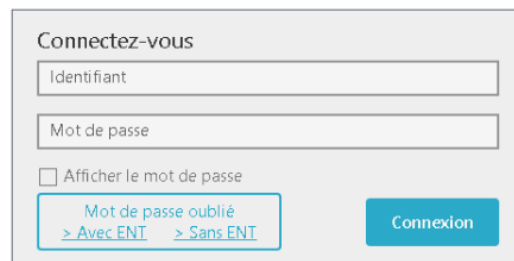 Connectez-vous
Identifiant
Mot de passe
Afficher le mot de passe
Mot de passe oublié
> Avec ENT > Sans ENT
Connexion